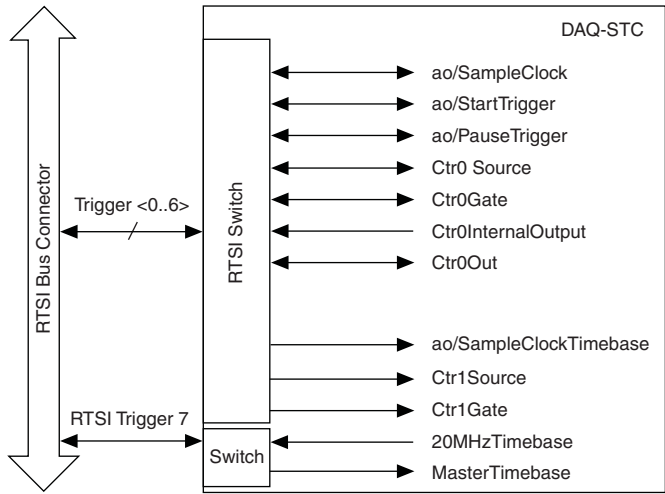 DAQ-STC
RTSI Bus Connector
Trigger <0..6>
RTSI Switch
ao/SampleClock
ao/StartTrigger
ao/PauseTrigger
Ctr0 Source
Ctr0Gate
Ctr0InternalOutput
Ctr0Out
ao/SampleClockTimebase
Ctr1Source
Ctr1Gate
RTSI Trigger 7
Switch
20MHzTimebase
MasterTimebase